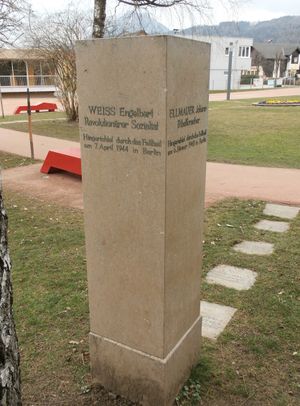 WEISS Engelbert
Revolutionärer Sozialist
Hingerichtet durch das Fallbeil
am 7. April 1944 in Berlin
ELLMAUER Johann
Hingerichtet durch das Fallbeil